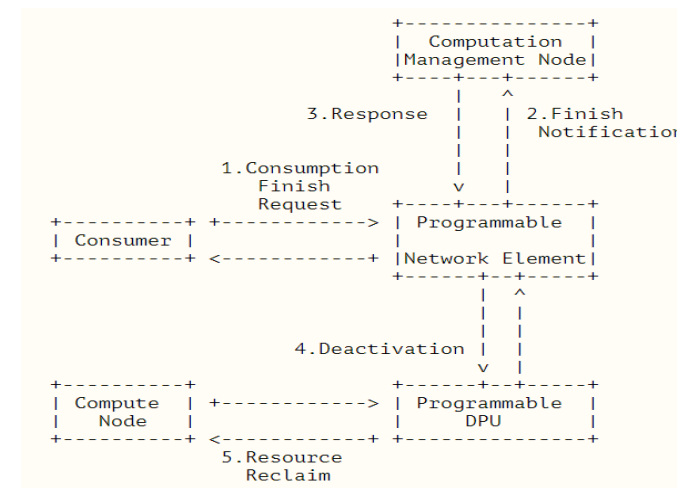 Computation
Management Node
3.Response
2.Finish
Notification
1.Consumption
Finish
Request
Programmable
Consumer
Network Element
4.Deactivation
Compute
Programmable
Node
DPU
5.Resource
Reclaim